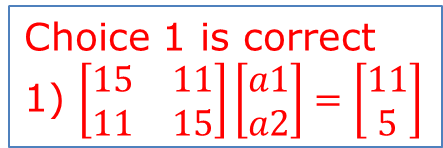 Choice 1 is correct
1) [15 11; 11 15] [a1; a2] = [11; 5]